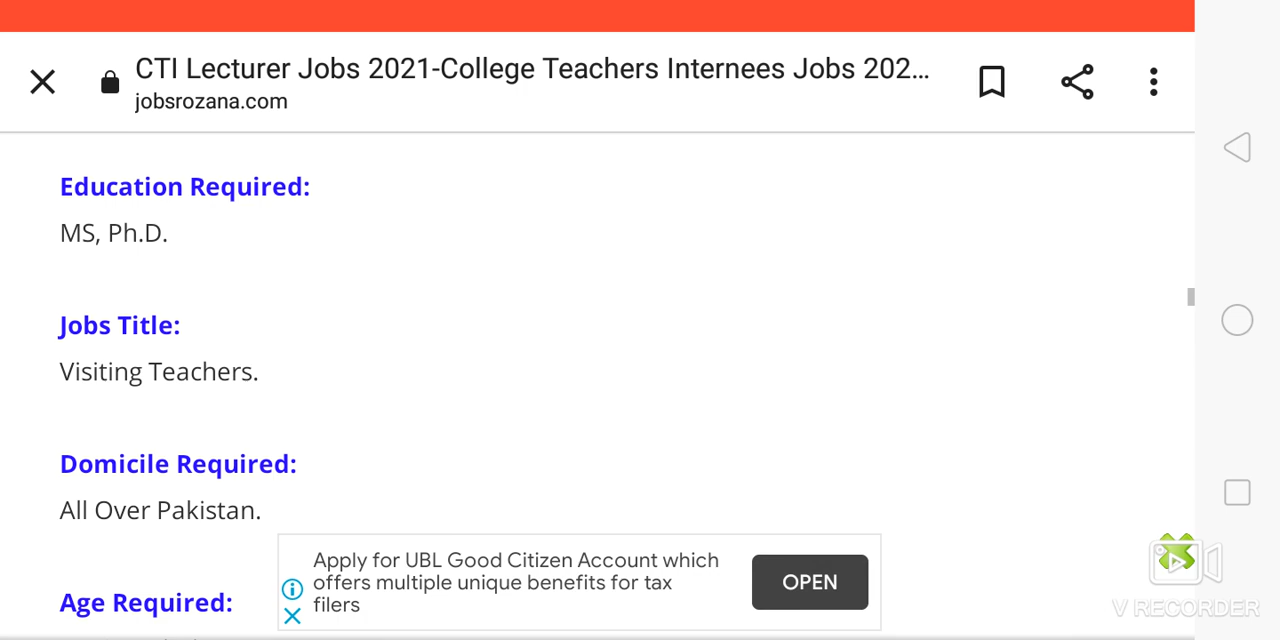 CTI Lecturer Jobs 2021-College Teachers Internees Jobs 202...
jobsrozana.com
Education Required:
MS, Ph.D.
Jobs Title:
Visiting Teachers.
Domicile Required:
All Over Pakistan.
Age Required:
Apply for UBL Good Citizen Account which
offers multiple unique benefits for tax
filers
OPEN
V RECORDER